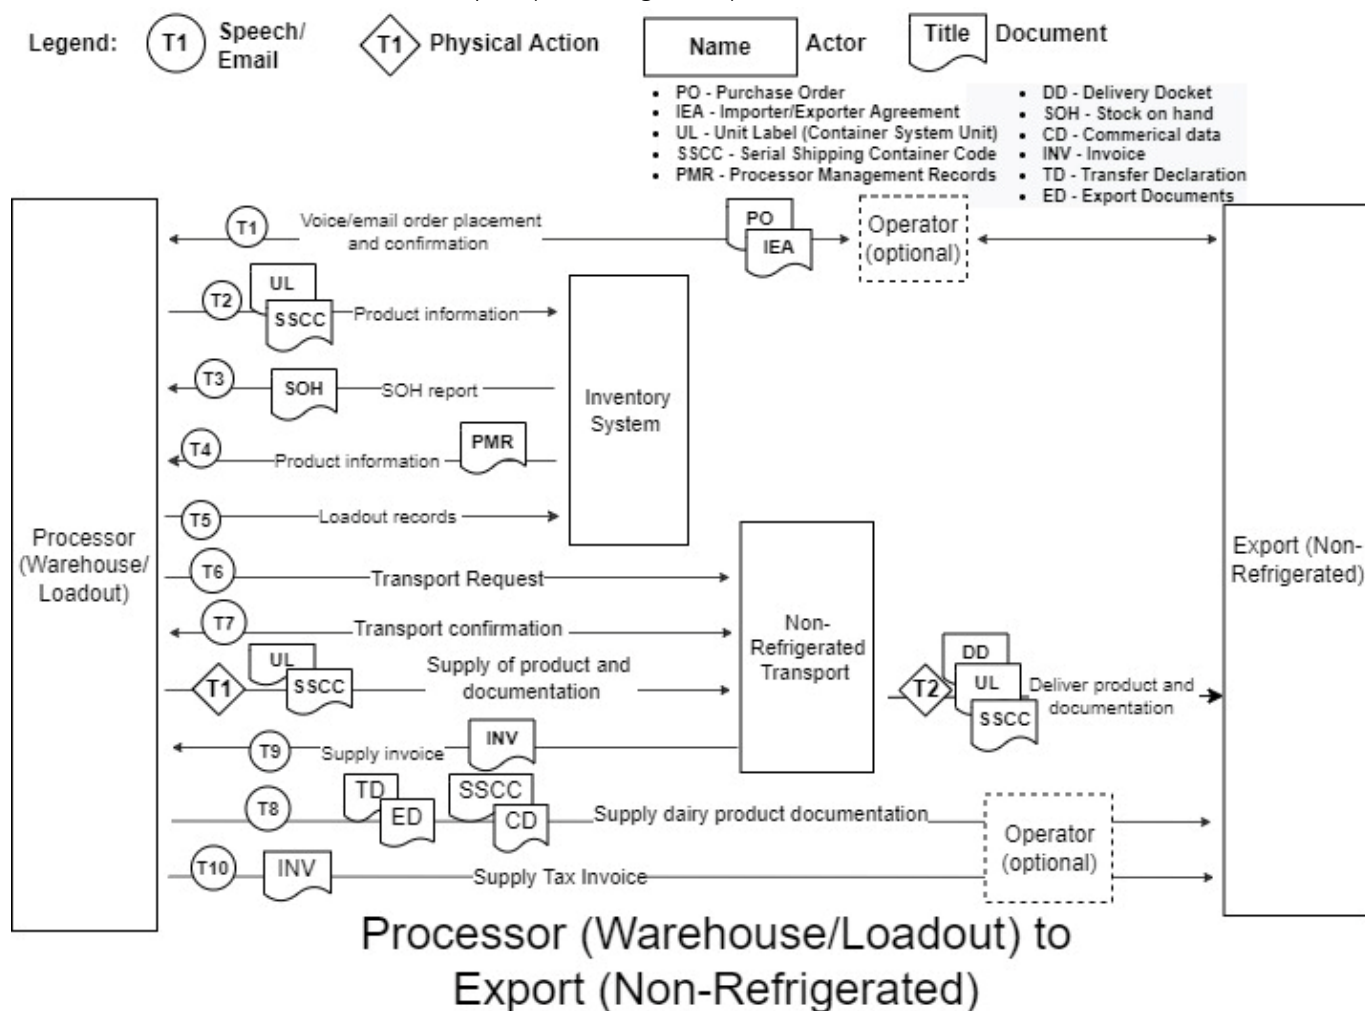 Legend:
T1
Speech/
Email
T1
Physical Action
Name
Actor
Title
Document
• PO - Purchase Order
• IEA - Importer/Exporter Agreement
• UL - Unit Label (Container System Unit)
• SSCC - Serial Shipping Container Code
• PMR - Processor Management Records
• DD - Delivery Docket
• SOH - Stock on hand
• CD - Commerical data
• INV - Invoice
• TD - Transfer Declaration
• ED - Export Documents
Processor
(Warehouse/
Loadout)
T1
Voice/email order placement
and confirmation
PO
IEA
Operator
(optional)
T2
UL
SSCC
Product information
T3
SOH
SOH report
T4
Product information
PMR
T5
Loadout records
Inventory
System
T6
Transport Request
T7
Transport confirmation
T1
UL
SSCC
Supply of product and
documentation
Non-
Refrigerated
Transport
T2
DD
UL
SSCC
Deliver product and
documentation
Export (Non-
Refrigerated)
T9
Supply invoice
INV
T8
TD
ED
SSCC
CD
Supply dairy product documentation
Operator
(optional)
T10
INV
Supply Tax Invoice
Processor (Warehouse/Loadout) to
Export (Non-Refrigerated)